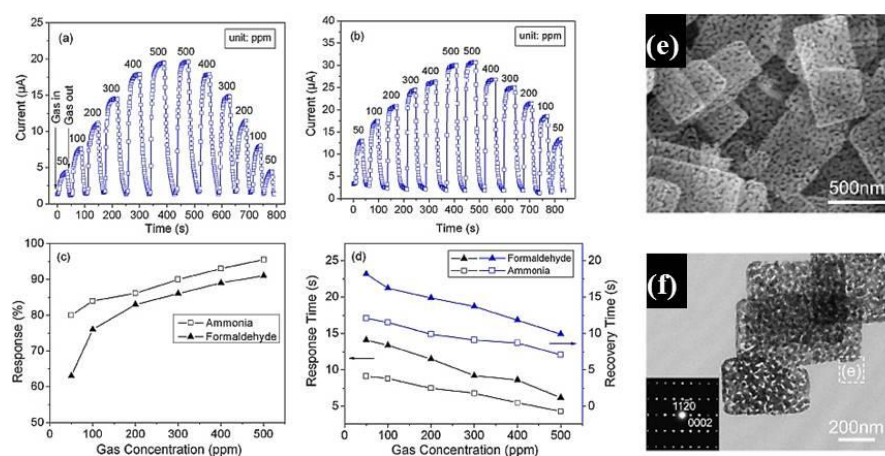 (a)
unit: ppm
Current (μA)
25
20
15
10
5
0
Gas in
Gas out
50
100
200
300
400
500
500
400
300
200
100
50
0 100 200 300 400 500 600 700 800
Time (s)
(b)
unit: ppm
Current (μA)
40
35
30
25
20
15
10
5
0
50
100
200
300
400
500
500
400
300
200
100
50
0 100 200 300 400 500 600 700 800
Time (s)
(e)
500nm
(c)
Response (%)
100
90
80
70
60
50
Ammonia
Formaldehyde
0 100 200 300 400 500
Gas Concentration (ppm)
(d)
Formaldehyde
Ammonia
Response Time (s)
25
20
15
10
5
Recovery Time (s)
20
15
10
5
0
0 100 200 300 400 500
Gas Concentration (ppm)
(f)
(e)
1120
0002
200nm